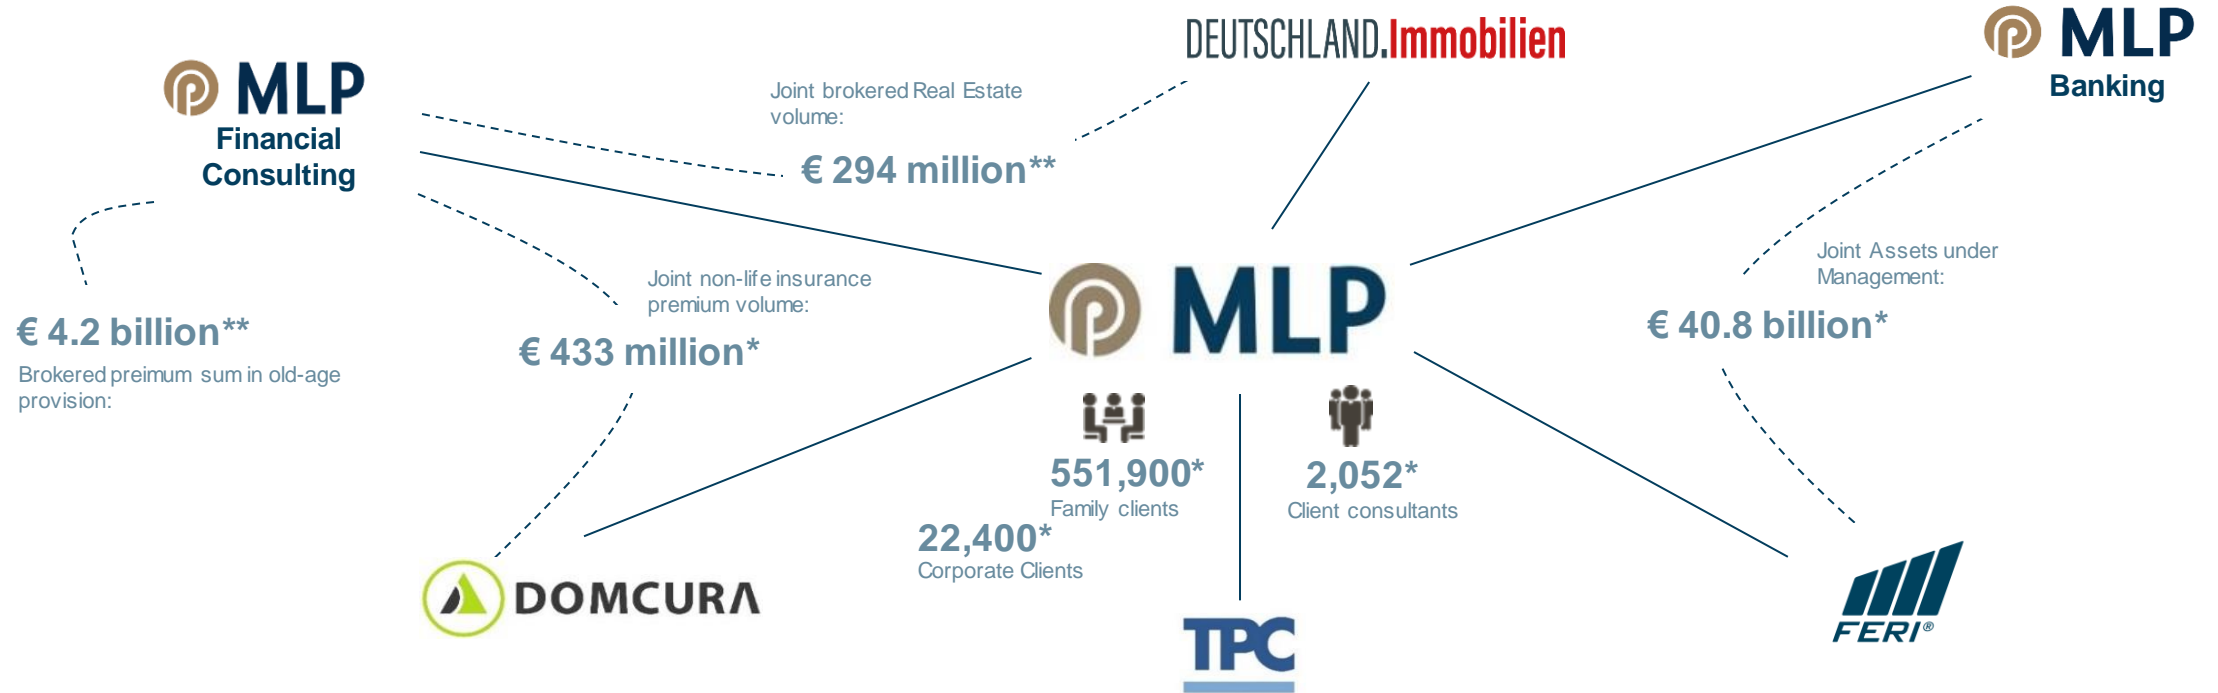 DEUTSCHLAND.Immobilien
MLP
Banking
MLP
Financial
Consulting
Joint brokered Real Estate
volume:
€ 294 million**
Joint Assets under
Management:
€ 40.8 billion*
Joint non-life insurance
premium volume:
€ 433 million*
€ 4.2 billion**
Brokered preimum sum in old-age
provision:
MLP
551,900*
Family clients
2,052*
Client consultants
22,400*
Corporate Clients
DOMCURA
TPC
FERI®